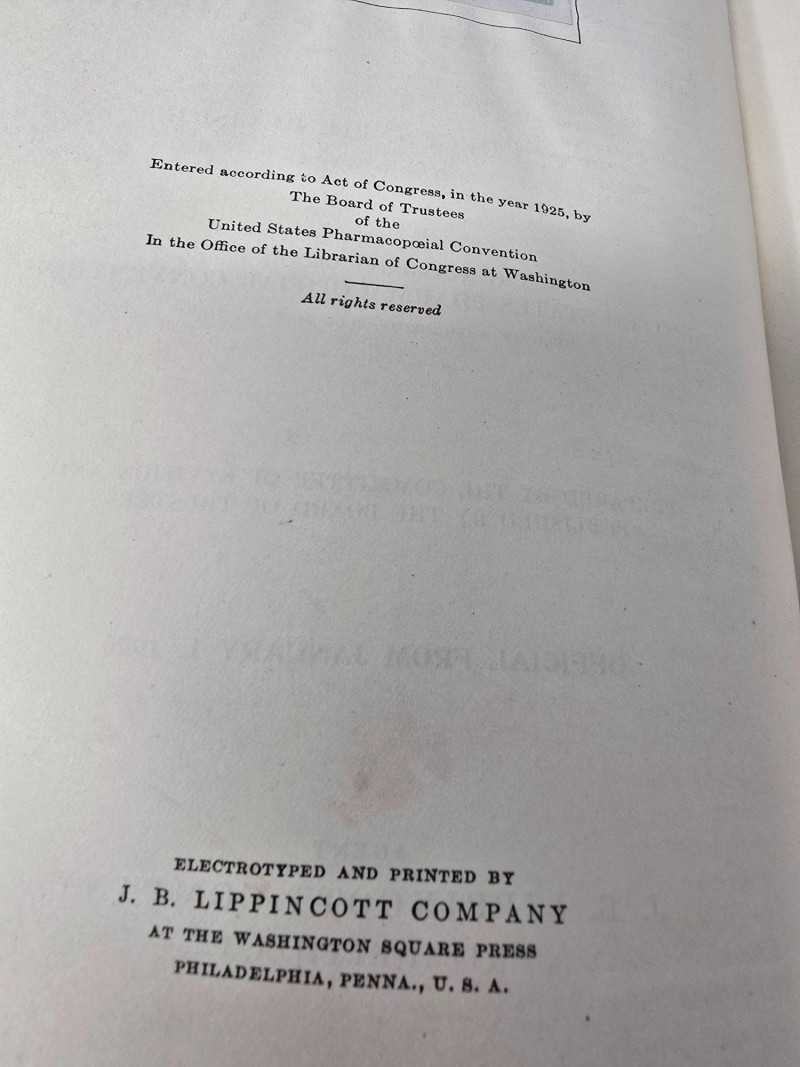 Entered according to Act of Congress, in the year 1925, by
The Board of Trustees
of the
United States Pharmacopœial Convention
In the Office of the Librarian of Congress at Washington
All rights reserved
ELECTROTYPED AND PRINTED BY
J. B. LIPPINCOTT COMPANY
AT THE WASHINGTON SQUARE PRESS
PHILADELPHIA, PENNA., U. S. A.